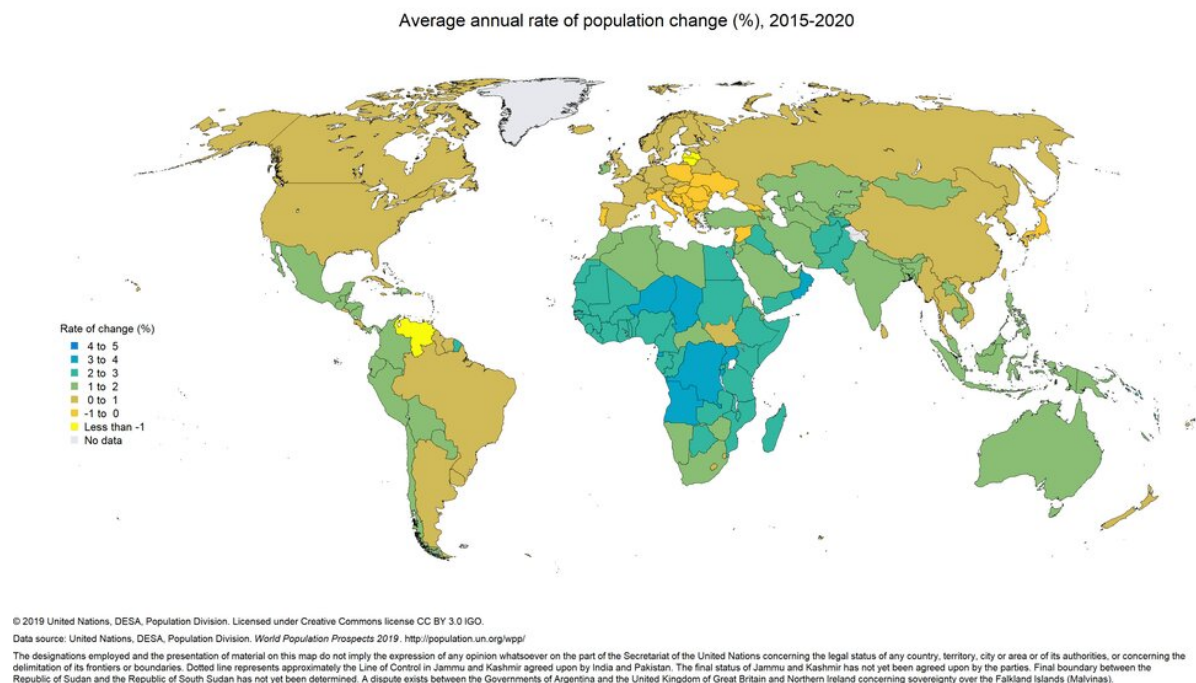 Average annual rate of population change (%), 2015-2020
Rate of change (%)
4 to 5
3 to 4
2 to 3
1 to 2
0 to 1
-1 to 0
Less than -1
No data
© 2019 United Nations, DESA, Population Division. Licensed under Creative Commons license CC BY 3.0 IGO.
Data source: United Nations, DESA, Population Division. World Population Prospects 2019. http://population.un.org/wpp/
The designations employed and the presentation of material on this map do not imply the expression of any opinion whatsoever on the part of the Secretariat of the United Nations concerning the legal status of any country, territory, city or area or of its authorities, or concerning the
delimitation of its frontiers or boundaries. Dotted line represents approximately the Line of Control in Jammu and Kashmir agreed upon by India and Pakistan. The final status of Jammu and Kashmir has not yet been agreed upon by the parties. Final boundary between the
Republic of Sudan and the Republic of South Sudan has not yet been determined. A dispute exists between the Governments of Argentina and the United Kingdom of Great Britain and Northern Ireland concerning sovereignty over the Falkland Islands (Malvinas).